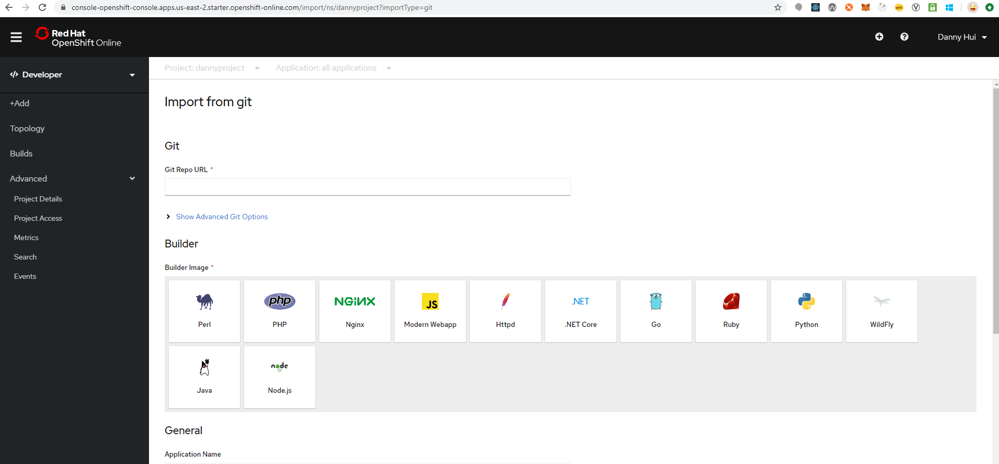 console-openshift-console.apps.us-east-2.starter.openshift-online.com/import/ns/dannyproject?importType=git
Red Hat
OpenShift Online
Danny Hui
Developer
Project: dannyproject
Application: all applications
+Add
Topology
Builds
Advanced
Project Details
Project Access
Metrics
Search
Events
Import from git
Git
Git Repo URL *
Show Advanced Git Options
Builder
Builder Image *
php
NGINX
JS
.NET
Perl
PHP
Nginx
Modern Webapp
Httpd
.NET Core
Go
Ruby
Python
WildFly
node
Java
Node.js
General
Application Name